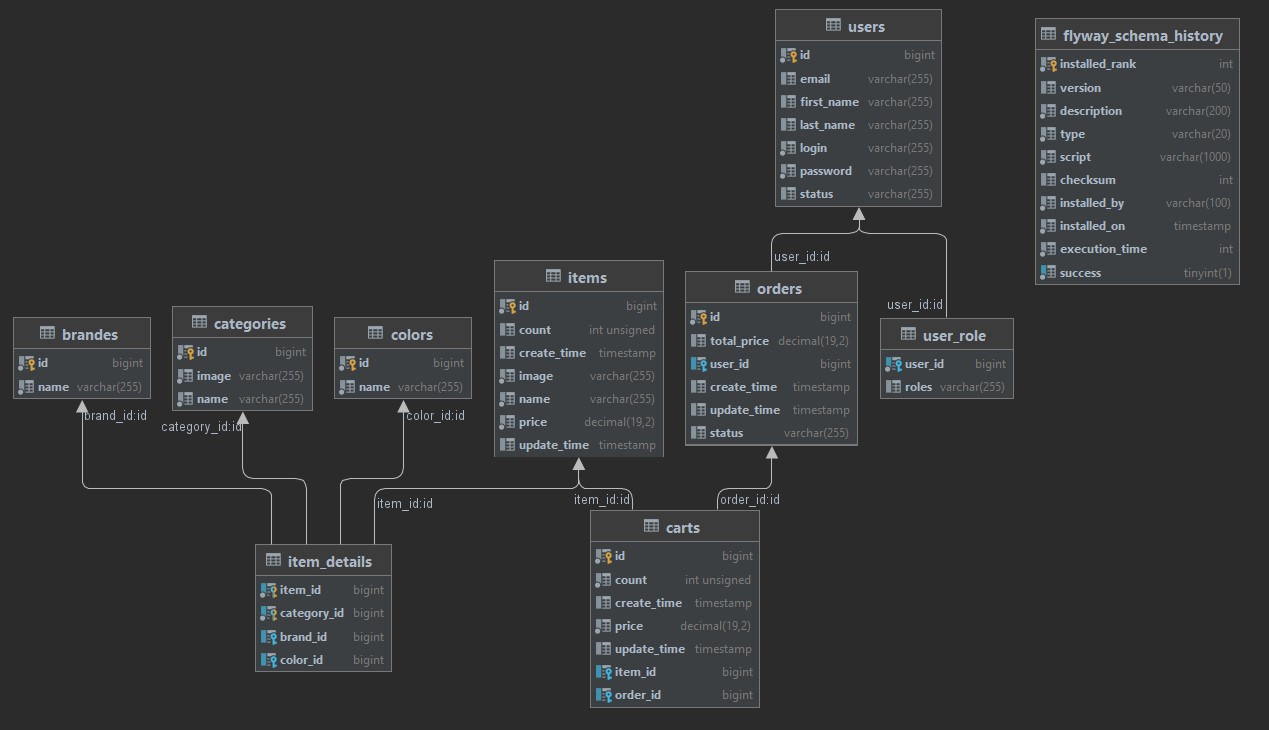 users
id bigint
email varchar(255)
first_name varchar(255)
last_name varchar(255)
login varchar(255)
password varchar(255)
status varchar(255)
flyway_schema_history
installed_rank int
version varchar(50)
description varchar(200)
type varchar(20)
script varchar(1000)
checksum int
installed_by varchar(100)
installed_on timestamp
execution_time int
success tinyint(1)
user_id:id
user_id:id
items
id bigint
count int unsigned
create_time timestamp
image varchar(255)
name varchar(255)
price decimal(19,2)
update_time timestamp
orders
id bigint
total_price decimal(19,2)
user_id bigint
create_time timestamp
update_time timestamp
status varchar(255)
user_role
user_id bigint
roles varchar(255)
brandes
id bigint
name varchar(255)
categories
id bigint
image varchar(255)
name varchar(255)
colors
id bigint
name varchar(255)
brand_id:id
category_id:id
color_id:id
item_id:id
item_id:id
order_id:id
item_details
item_id bigint
category_id bigint
brand_id bigint
color_id bigint
carts
id bigint
count int unsigned
create_time timestamp
price decimal(19,2)
update_time timestamp
item_id bigint
order_id bigint